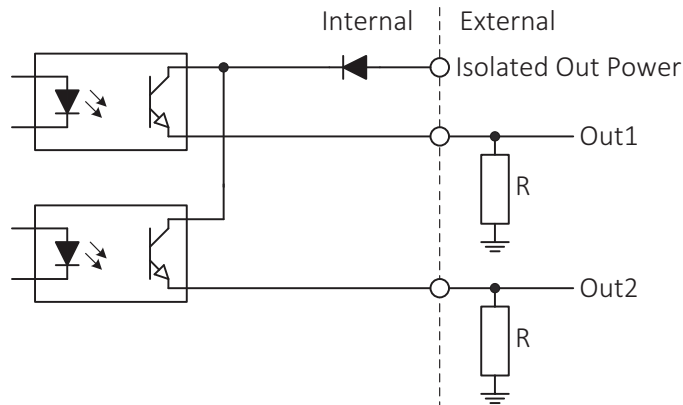 Internal External
Isolated Out Power
Out1
R
Out2
R